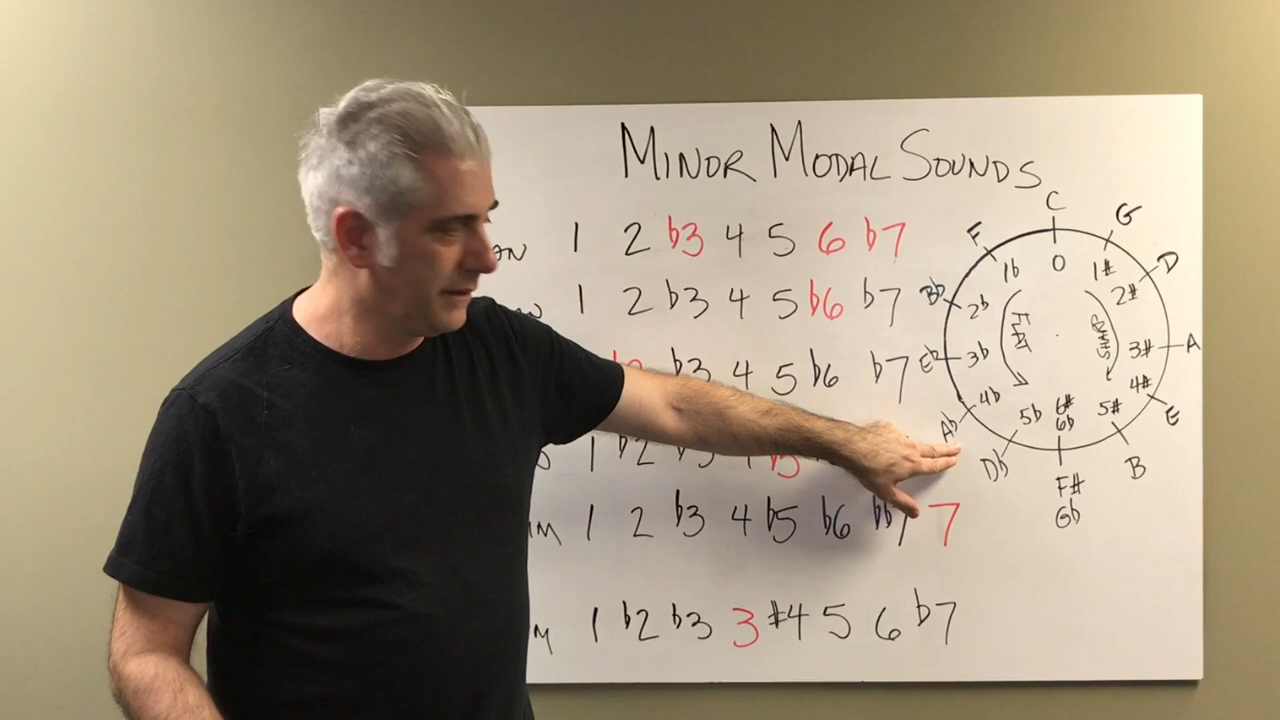 MINOR MODAL SOUNDS
1 2 b3 4 5 6 b7
1 2 b3 4 5 b6 b7
b3 4 5 b6 b7
1 b2 b3
1 2 b3 4 b5 b6 bb7 7
1 b2 b3 3 #4 5 6 b7
C
G
D
A
E
B
F#
Gb
Db
Ab
Eb
Bb
F
0
1#
2#
3#
4#
5#
6#
6b
5b
4b
3b
2b
1b
FLAT
SHARP